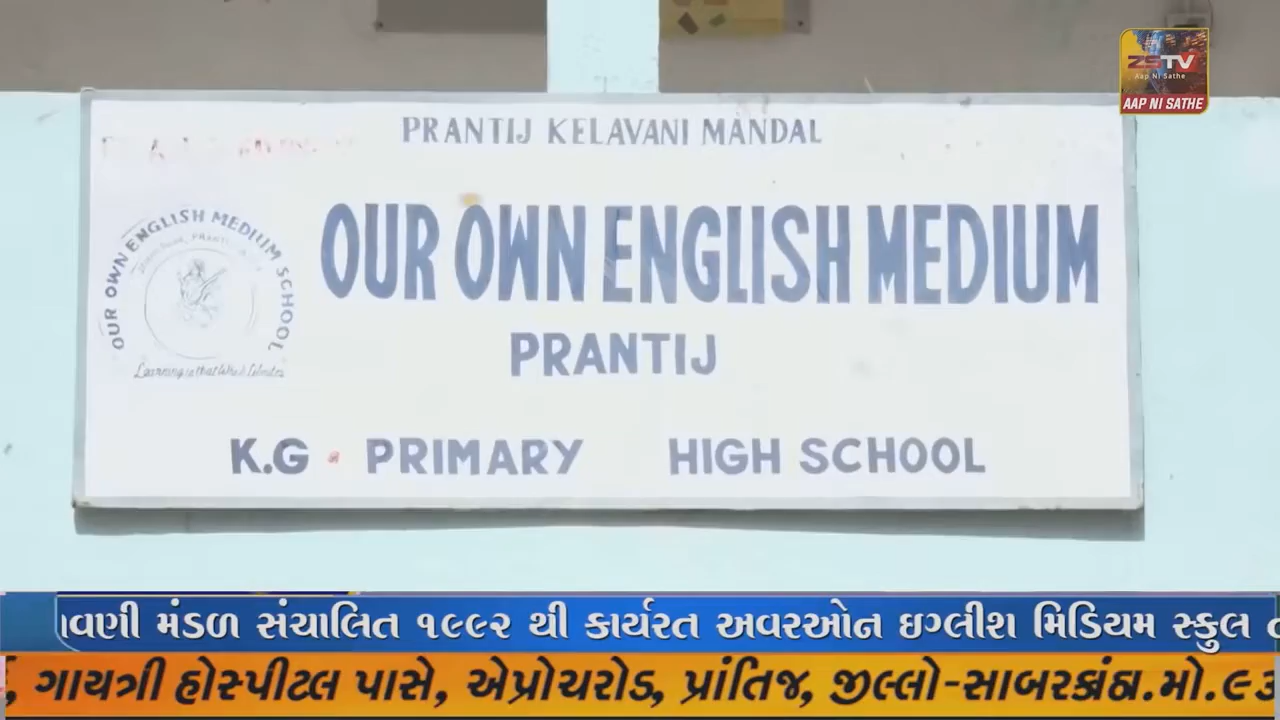 ZSTV
Aap Ni Sathe
AAP NI SATHE
PRANTIJ KELAVANI MANDAL
OUR OWN ENGLISH MEDIUM SCHOOL
OUR OWN ENGLISH MEDIUM
PRANTIJ
K.G PRIMARY HIGH SCHOOL
મંડળ સંચાલિત ૧૯૯૨ થી કાર્યરત અવરઓન ઇંગ્લીશ મિડિયમ સ્કુલ
ગાયત્રી હોસ્પીટલ પાસે, એપ્રોચરોડ, પ્રાંતિજ, જીલ્લો-સાબરકાંઠા.મો.૯૩